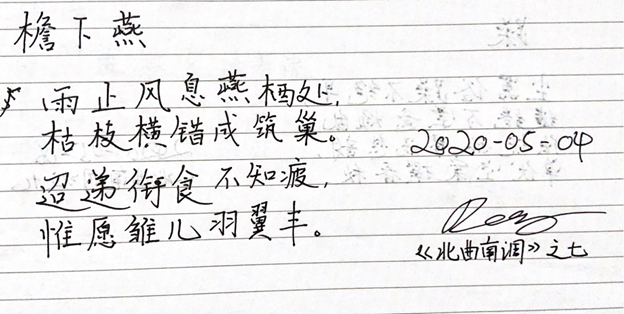 檐下燕
雨止风息燕栖处,
枯枝横错成筑巢。
迢递衔食不知疲,
惟愿雏儿羽翼丰。
2020-05-04
《北曲南调》之七